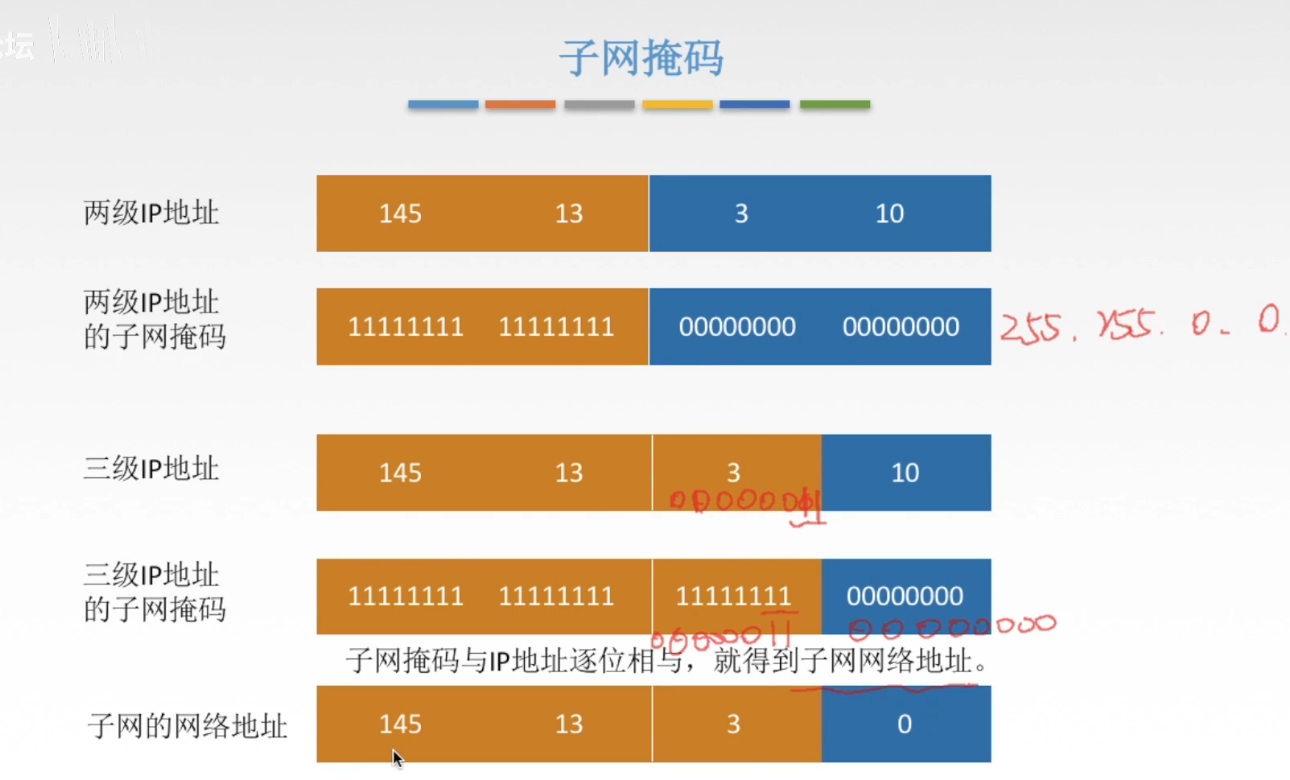 坛
子网掩码
两级IP地址 145 13 3 10
两级IP地址
的子网掩码
11111111 11111111 00000000 00000000 255. 255. 0. 0.
三级IP地址 145 13 3 10
00000011
三级IP地址
的子网掩码
11111111 11111111 11111111 00000000
00000011 00000000
子网掩码与IP地址逐位相与，就得到子网网络地址。
子网的网络地址 145 13 3 0